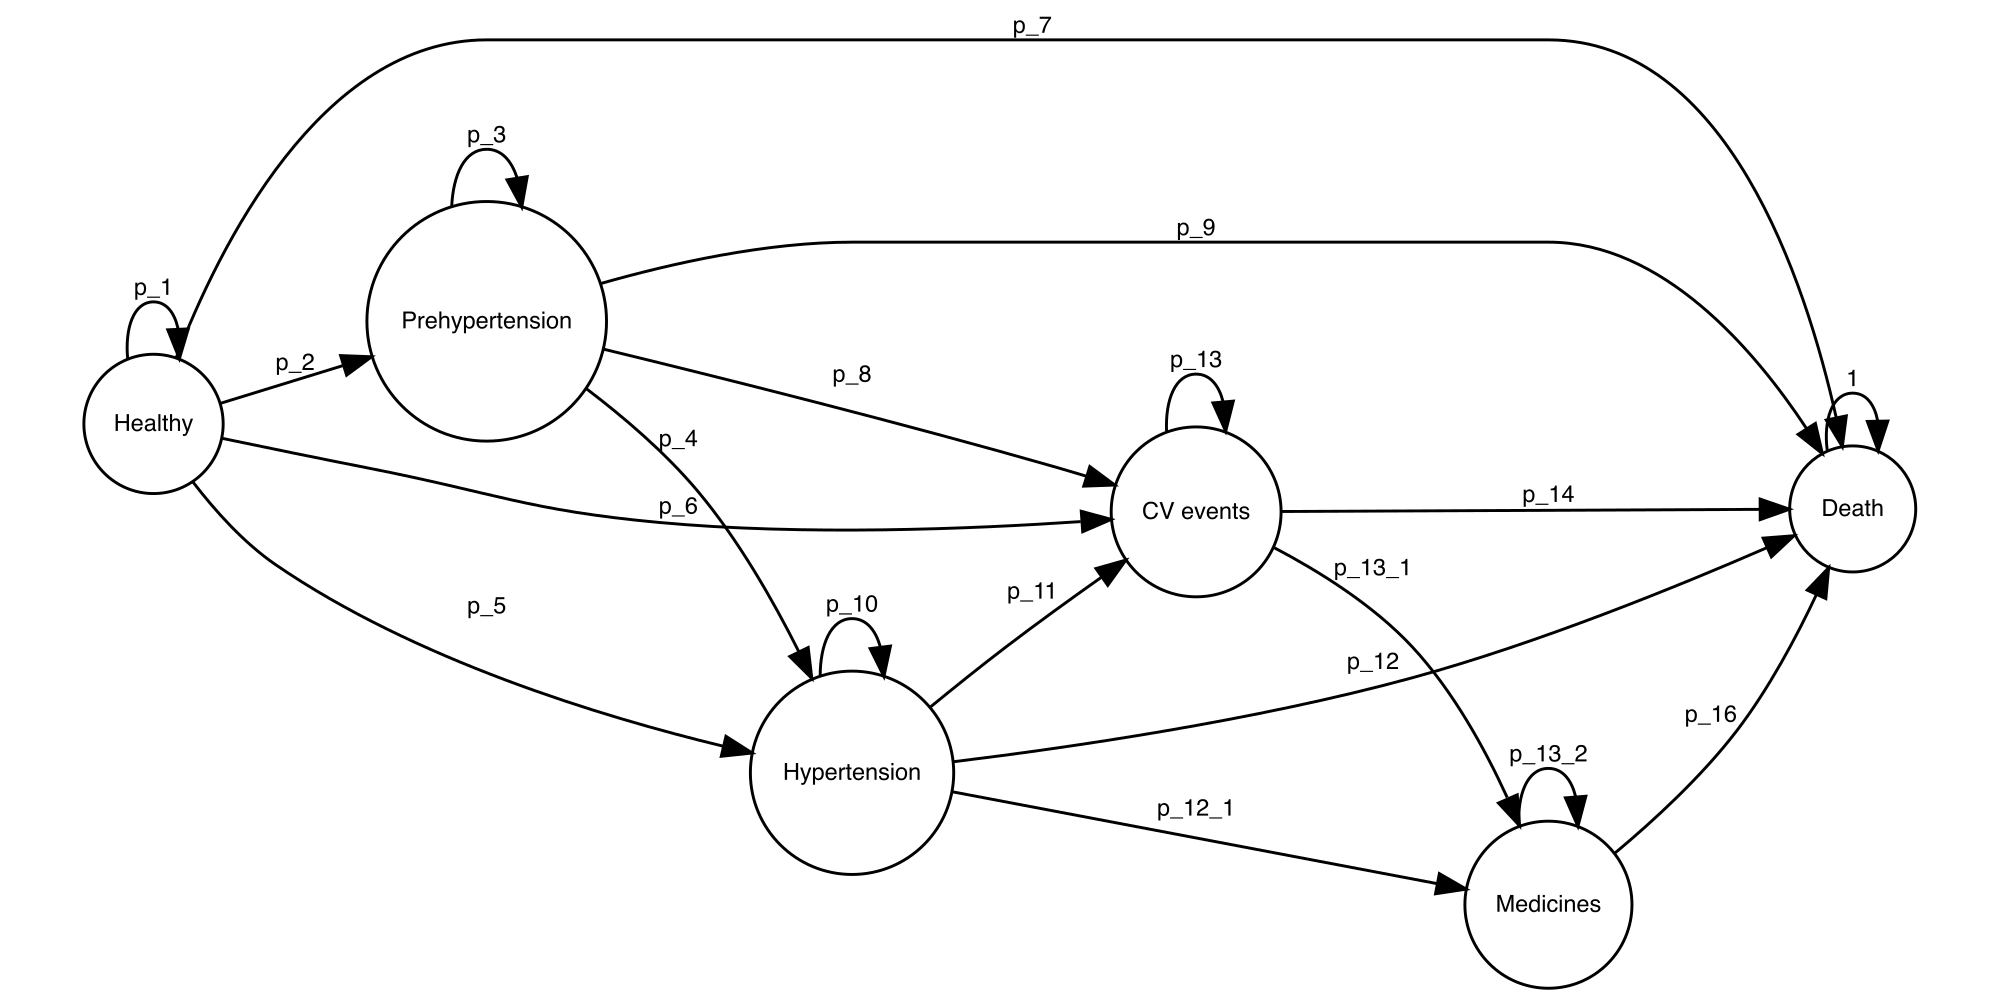 p_7
p_3
p_9
Prehypertension
p_1
p_2
Healthy
p_8
p_13
1
p_4
p_6
CV events
p_14
Death
p_13_1
p_11
p_5
p_10
p_12
p_16
Hypertension
p_13_2
p_12_1
Medicines